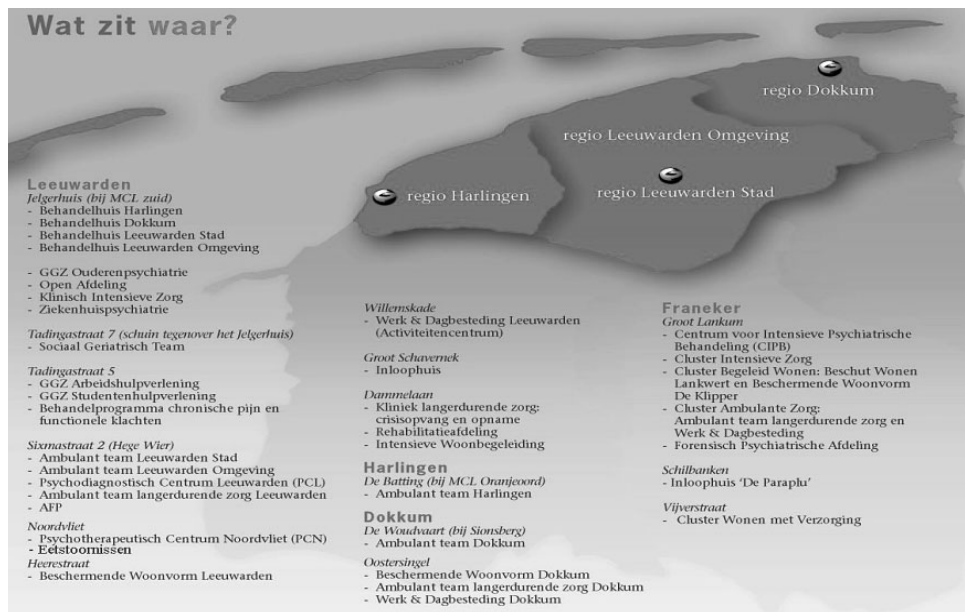 Wat zit waar?
regio Dokkum
regio Leeuwarden Omgeving
regio Harlingen
regio Leeuwarden Stad
Leeuwarden
Jelgerhuis (bij MCL zuid)
- Behandelhuis Harlingen
- Behandelhuis Dokkum
- Behandelhuis Leeuwarden Stad
- Behandelhuis Leeuwarden Omgeving
- GGZ Ouderenpsychiatrie
- Open Afdeling
- Klinisch Intensieve Zorg
- Ziekenhuispsychiatrie
Tadingastraat 7 (schuin tegenover het Jelgerhuis)
- Sociaal Geriatrisch Team
Tadingastraat 5
- GGZ Arbeidshulpverlening
- GGZ Studentenhulpverlening
- Behandelprogramma chronische pijn en
functionele klachten
Sixmastraat 2 (Hege Wier)
- Ambulant team Leeuwarden Stad
- Ambulant team Leeuwarden Omgeving
- Psychodiagnostisch Centrum Leeuwarden (PCL)
- Ambulant team langerdurende zorg Leeuwarden
- AFP
Noordvliet
- Psychotherapeutisch Centrum Noordvliet (PCN)
- Eetstoornissen
Heerestraat
- Beschermende Woonvorm Leeuwarden
Willemskade
- Werk & Dagbesteding Leeuwarden
(Activiteitencentrum)
Groot Schavernek
- Inloophuis
Dammelaan
- Kliniek langerdurende zorg:
crisisopvang en opname
- Rehabilitatieafdeling
- Intensieve Woonbegeleiding
Harlingen
De Batting (bij MCL Oranjeoord)
- Ambulant team Harlingen
Dokkum
De Woudvaart (bij Sionsberg)
- Ambulant team Dokkum
Oostersingel
- Beschermende Woonvorm Dokkum
- Ambulant team langerdurende zorg Dokkum
- Werk & Dagbesteding Dokkum
Franeker
Groot Lankum
- Centrum voor Intensieve Psychiatrische
Behandeling (CIPB)
- Cluster Intensieve Zorg
- Cluster Begeleid Wonen: Beschut Wonen
Lankwert en Beschermende Woonvorm
De Klipper
- Cluster Ambulante Zorg:
Ambulant team langerdurende zorg en
Werk & Dagbesteding
- Forensisch Psychiatrische Afdeling
Schilbanken
- Inloophuis 'De Paraplu'
Vijverstraat
- Cluster Wonen met Verzorging